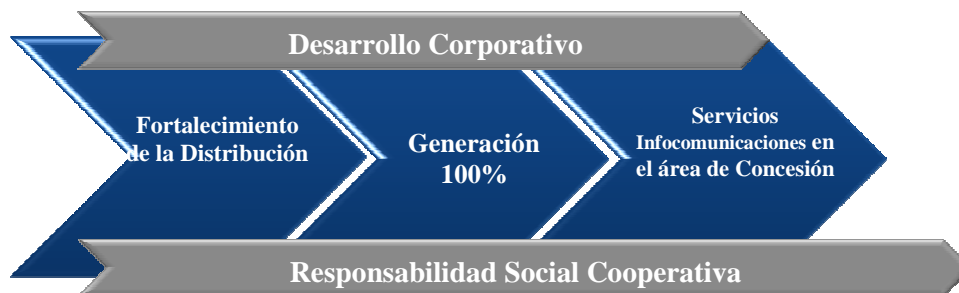 Desarrollo Corporativo
Fortalecimiento
de la Distribución
Generación
100%
Servicios
Infocomunicaciones en
el área de Concesión
Responsabilidad Social Cooperativa